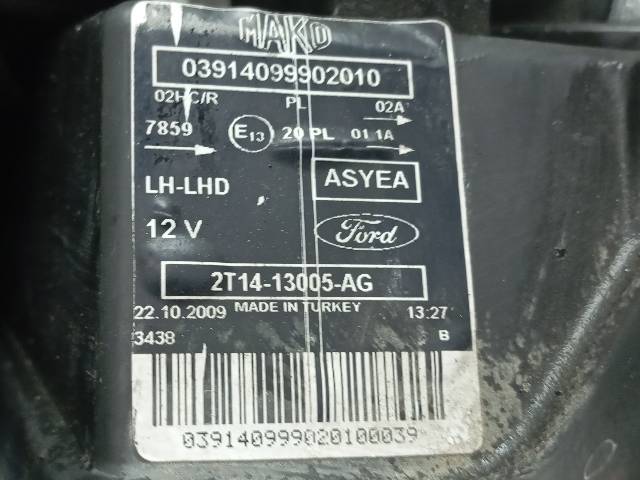 MAKO
03914099902010
02HC/R PL 02A
7859 E13 20 PL 01 1A
LH-LHD ASYEA
12 V Ford
2T14-13005-AG
22.10.2009 MADE IN TURKEY 13:27
3438 B
039140999020100039